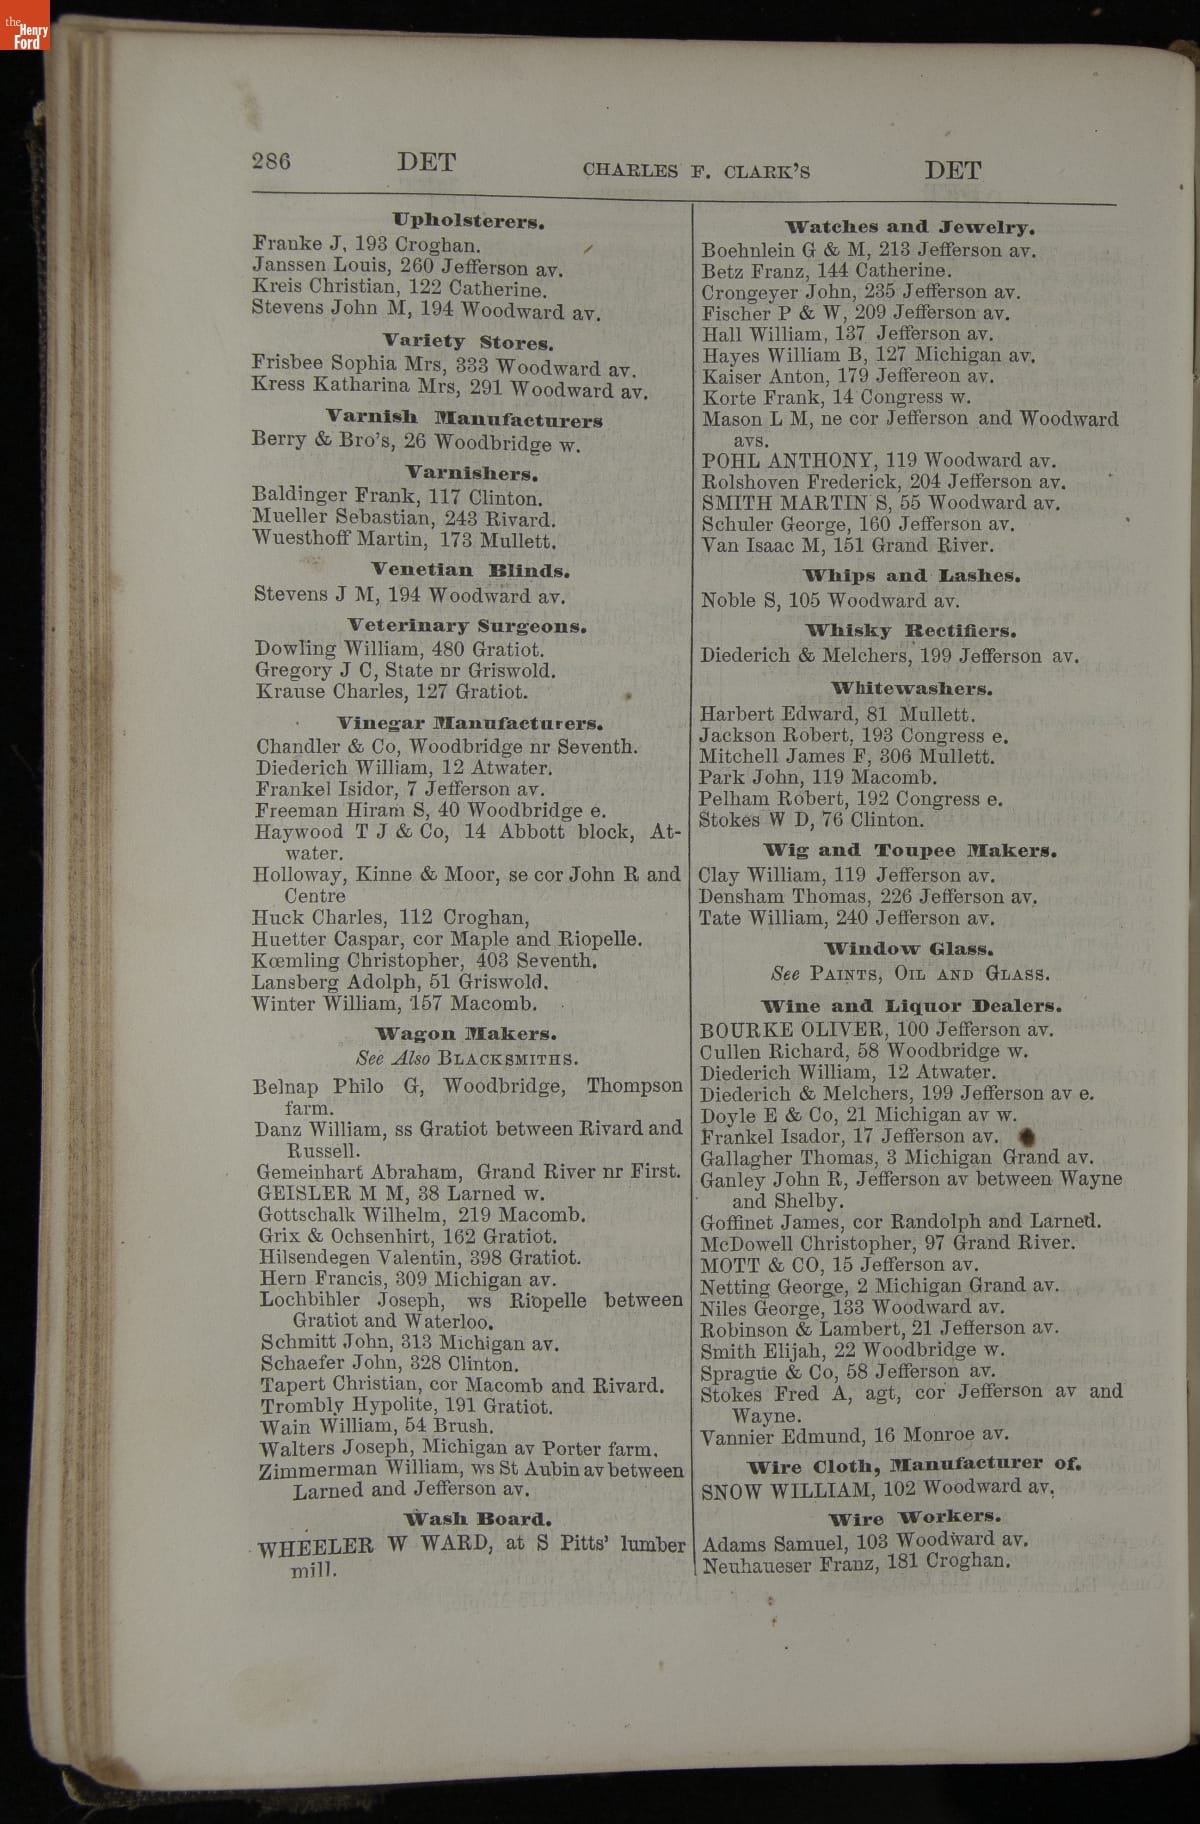 the
Henry
Ford
286 DET CHARLES F. CLARK'S DET
Upholsterers.
Franke J, 193 Croghan.
Janssen Louis, 260 Jefferson av.
Kreis Christian, 122 Catherine.
Stevens John M, 194 Woodward av.
Variety Stores.
Frisbee Sophia Mrs, 333 Woodward av.
Kress Katharina Mrs, 291 Woodward av.
Varnish Manufacturers
Berry & Bro's, 26 Woodbridge w.
Varnishers.
Baldinger Frank, 117 Clinton.
Mueller Sebastian, 243 Rivard.
Wuesthoff Martin, 173 Mullett.
Venetian Blinds.
Stevens J M, 194 Woodward av.
Veterinary Surgeons.
Dowling William, 480 Gratiot.
Gregory J C, State nr Griswold.
Krause Charles, 127 Gratiot.
Vinegar Manufacturers.
Chandler & Co, Woodbridge nr Seventh.
Diederich William, 12 Atwater.
Frankel Isidor, 7 Jefferson av.
Freeman Hiram S, 40 Woodbridge e.
Haywood T J & Co, 14 Abbott block, At-
water.
Holloway, Kinne & Moor, se cor John R and
Centre
Huck Charles, 112 Croghan,
Huetter Caspar, cor Maple and Riopelle.
Kœmling Christopher, 403 Seventh.
Lansberg Adolph, 51 Griswold.
Winter William, 157 Macomb.
Wagon Makers.
See Also BLACKSMITHS.
Belnap Philo G, Woodbridge, Thompson
farm.
Danz William, ss Gratiot between Rivard and
Russell.
Gemeinhart Abraham, Grand River nr First.
GEISLER M M, 38 Larned w.
Gottschalk Wilhelm, 219 Macomb.
Grix & Ochsenhirt, 162 Gratiot.
Hilsendegen Valentin, 398 Gratiot.
Hern Francis, 309 Michigan av.
Lochbihler Joseph, ws Riopelle between
Gratiot and Waterloo.
Schmitt John, 313 Michigan av.
Schaefer John, 328 Clinton.
Tapert Christian, cor Macomb and Rivard.
Trombly Hypolite, 191 Gratiot.
Wain William, 54 Brush.
Walters Joseph, Michigan av Porter farm.
Zimmerman William, ws St Aubin av between
Larned and Jefferson av.
Wash Board.
WHEELER W WARD, at S Pitts' lumber
mill.
Watches and Jewelry.
Boehnlein G & M, 213 Jefferson av.
Betz Franz, 144 Catherine.
Crongeyer John, 235 Jefferson av.
Fischer P & W, 209 Jefferson av.
Hall William, 137 Jefferson av.
Hayes William B, 127 Michigan av.
Kaiser Anton, 179 Jeffereon av.
Korte Frank, 14 Congress w.
Mason L M, ne cor Jefferson and Woodward
avs.
POHL ANTHONY, 119 Woodward av.
Rolshoven Frederick, 204 Jefferson av.
SMITH MARTIN S, 55 Woodward av.
Schuler George, 160 Jefferson av.
Van Isaac M, 151 Grand River.
Whips and Lashes.
Noble S, 105 Woodward av.
Whisky Rectifiers.
Diederich & Melchers, 199 Jefferson av.
Whitewashers.
Harbert Edward, 81 Mullett.
Jackson Robert, 193 Congress e.
Mitchell James F, 306 Mullett.
Park John, 119 Macomb.
Pelham Robert, 192 Congress e.
Stokes W D, 76 Clinton.
Wig and Toupee Makers.
Clay William, 119 Jefferson av.
Densham Thomas, 226 Jefferson av.
Tate William, 240 Jefferson av.
Window Glass.
See PAINTS, OIL AND GLASS.
Wine and Liquor Dealers.
BOURKE OLIVER, 100 Jefferson av.
Cullen Richard, 58 Woodbridge w.
Diederich William, 12 Atwater.
Diederich & Melchers, 199 Jefferson av e.
Doyle E & Co, 21 Michigan av w.
Frankel Isador, 17 Jefferson av.
Gallagher Thomas, 3 Michigan Grand av.
Ganley John R, Jefferson av between Wayne
and Shelby.
Goffinet James, cor Randolph and Larned.
McDowell Christopher, 97 Grand River.
MOTT & CO, 15 Jefferson av.
Netting George, 2 Michigan Grand av.
Niles George, 133 Woodward av.
Robinson & Lambert, 21 Jefferson av.
Smith Elijah, 22 Woodbridge w.
Sprague & Co, 58 Jefferson av.
Stokes Fred A, agt, cor Jefferson av and
Wayne.
Vannier Edmund, 16 Monroe av.
Wire Cloth, Manufacturer of.
SNOW WILLIAM, 102 Woodward av.
Wire Workers.
Adams Samuel, 103 Woodward av.
Neuhaueser Franz, 181 Croghan.